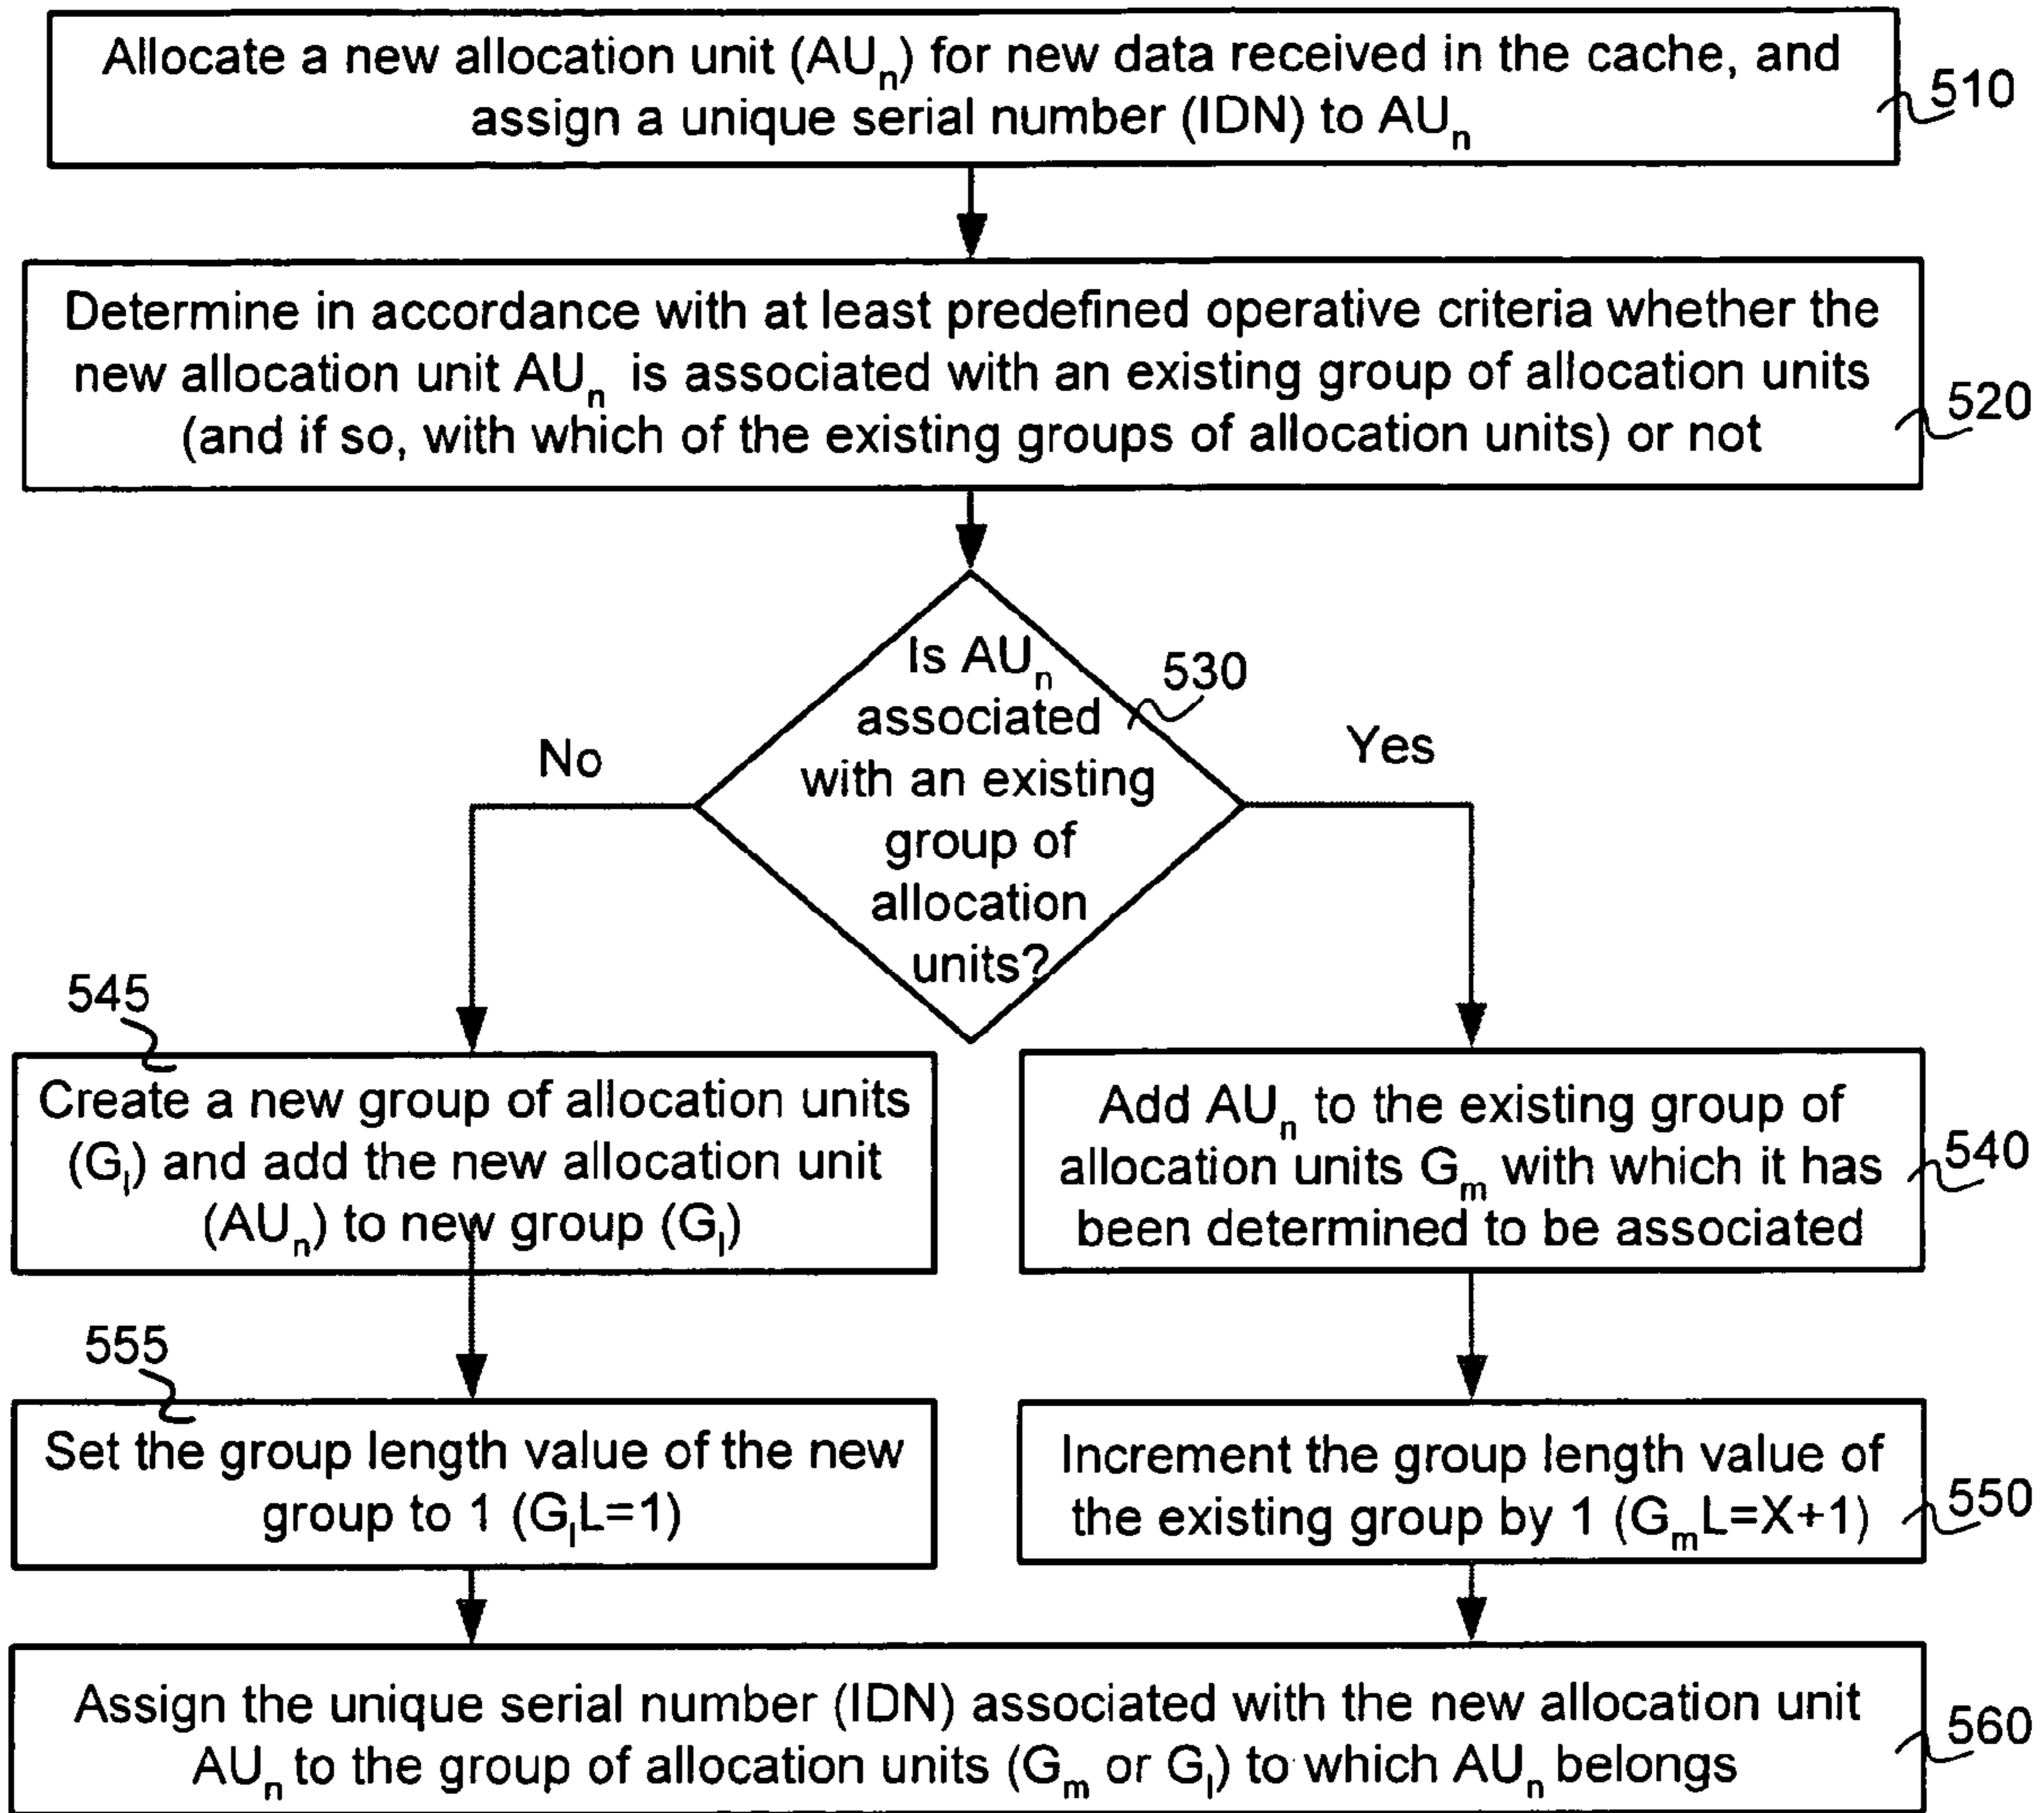 Allocate a new allocation unit (AUn) for new data received in the cache, and
assign a unique serial number (IDN) to AUn
510
Determine in accordance with at least predefined operative criteria whether the
new allocation unit AUn is associated with an existing group of allocation units
(and if so, with which of the existing groups of allocation units) or not
520
Is AUn
associated
with an existing
group of
allocation
units?
530
No
Yes
545
Create a new group of allocation units
(Gl) and add the new allocation unit
(AUn) to new group (Gl)
Add AUn to the existing group of
allocation units Gm with which it has
been determined to be associated
540
555
Set the group length value of the new
group to 1 (GlL=1)
Increment the group length value of
the existing group by 1 (GmL=X+1)
550
Assign the unique serial number (IDN) associated with the new allocation unit
AUn to the group of allocation units (Gm or Gl) to which AUn belongs
560